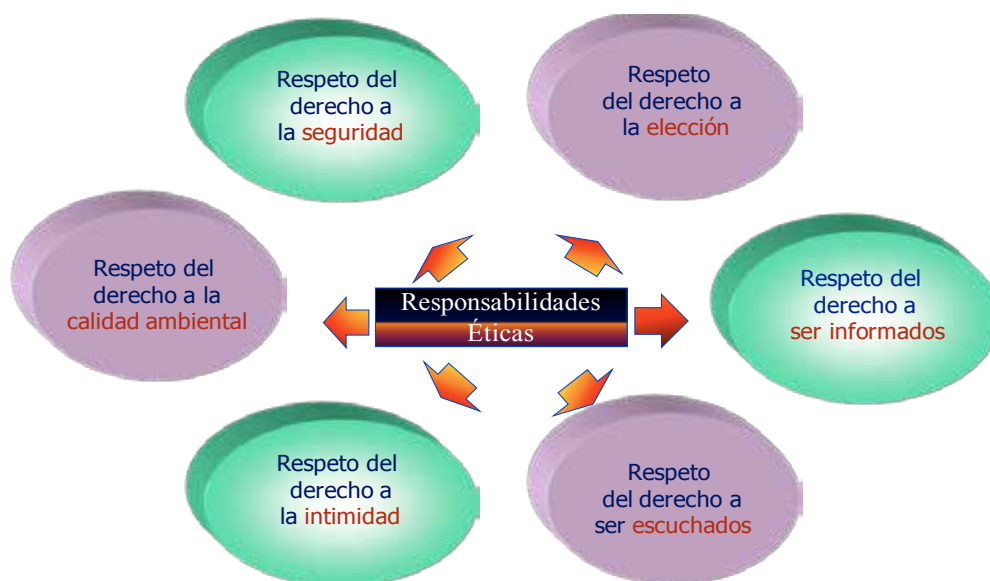 Respeto del
derecho a
la seguridad
Respeto
del derecho a
la elección
Respeto del
derecho a la
calidad ambiental
Responsabilidades
Éticas
Respeto del
derecho a
ser informados
Respeto del
derecho a
la intimidad
Respeto
del derecho a
ser escuchados